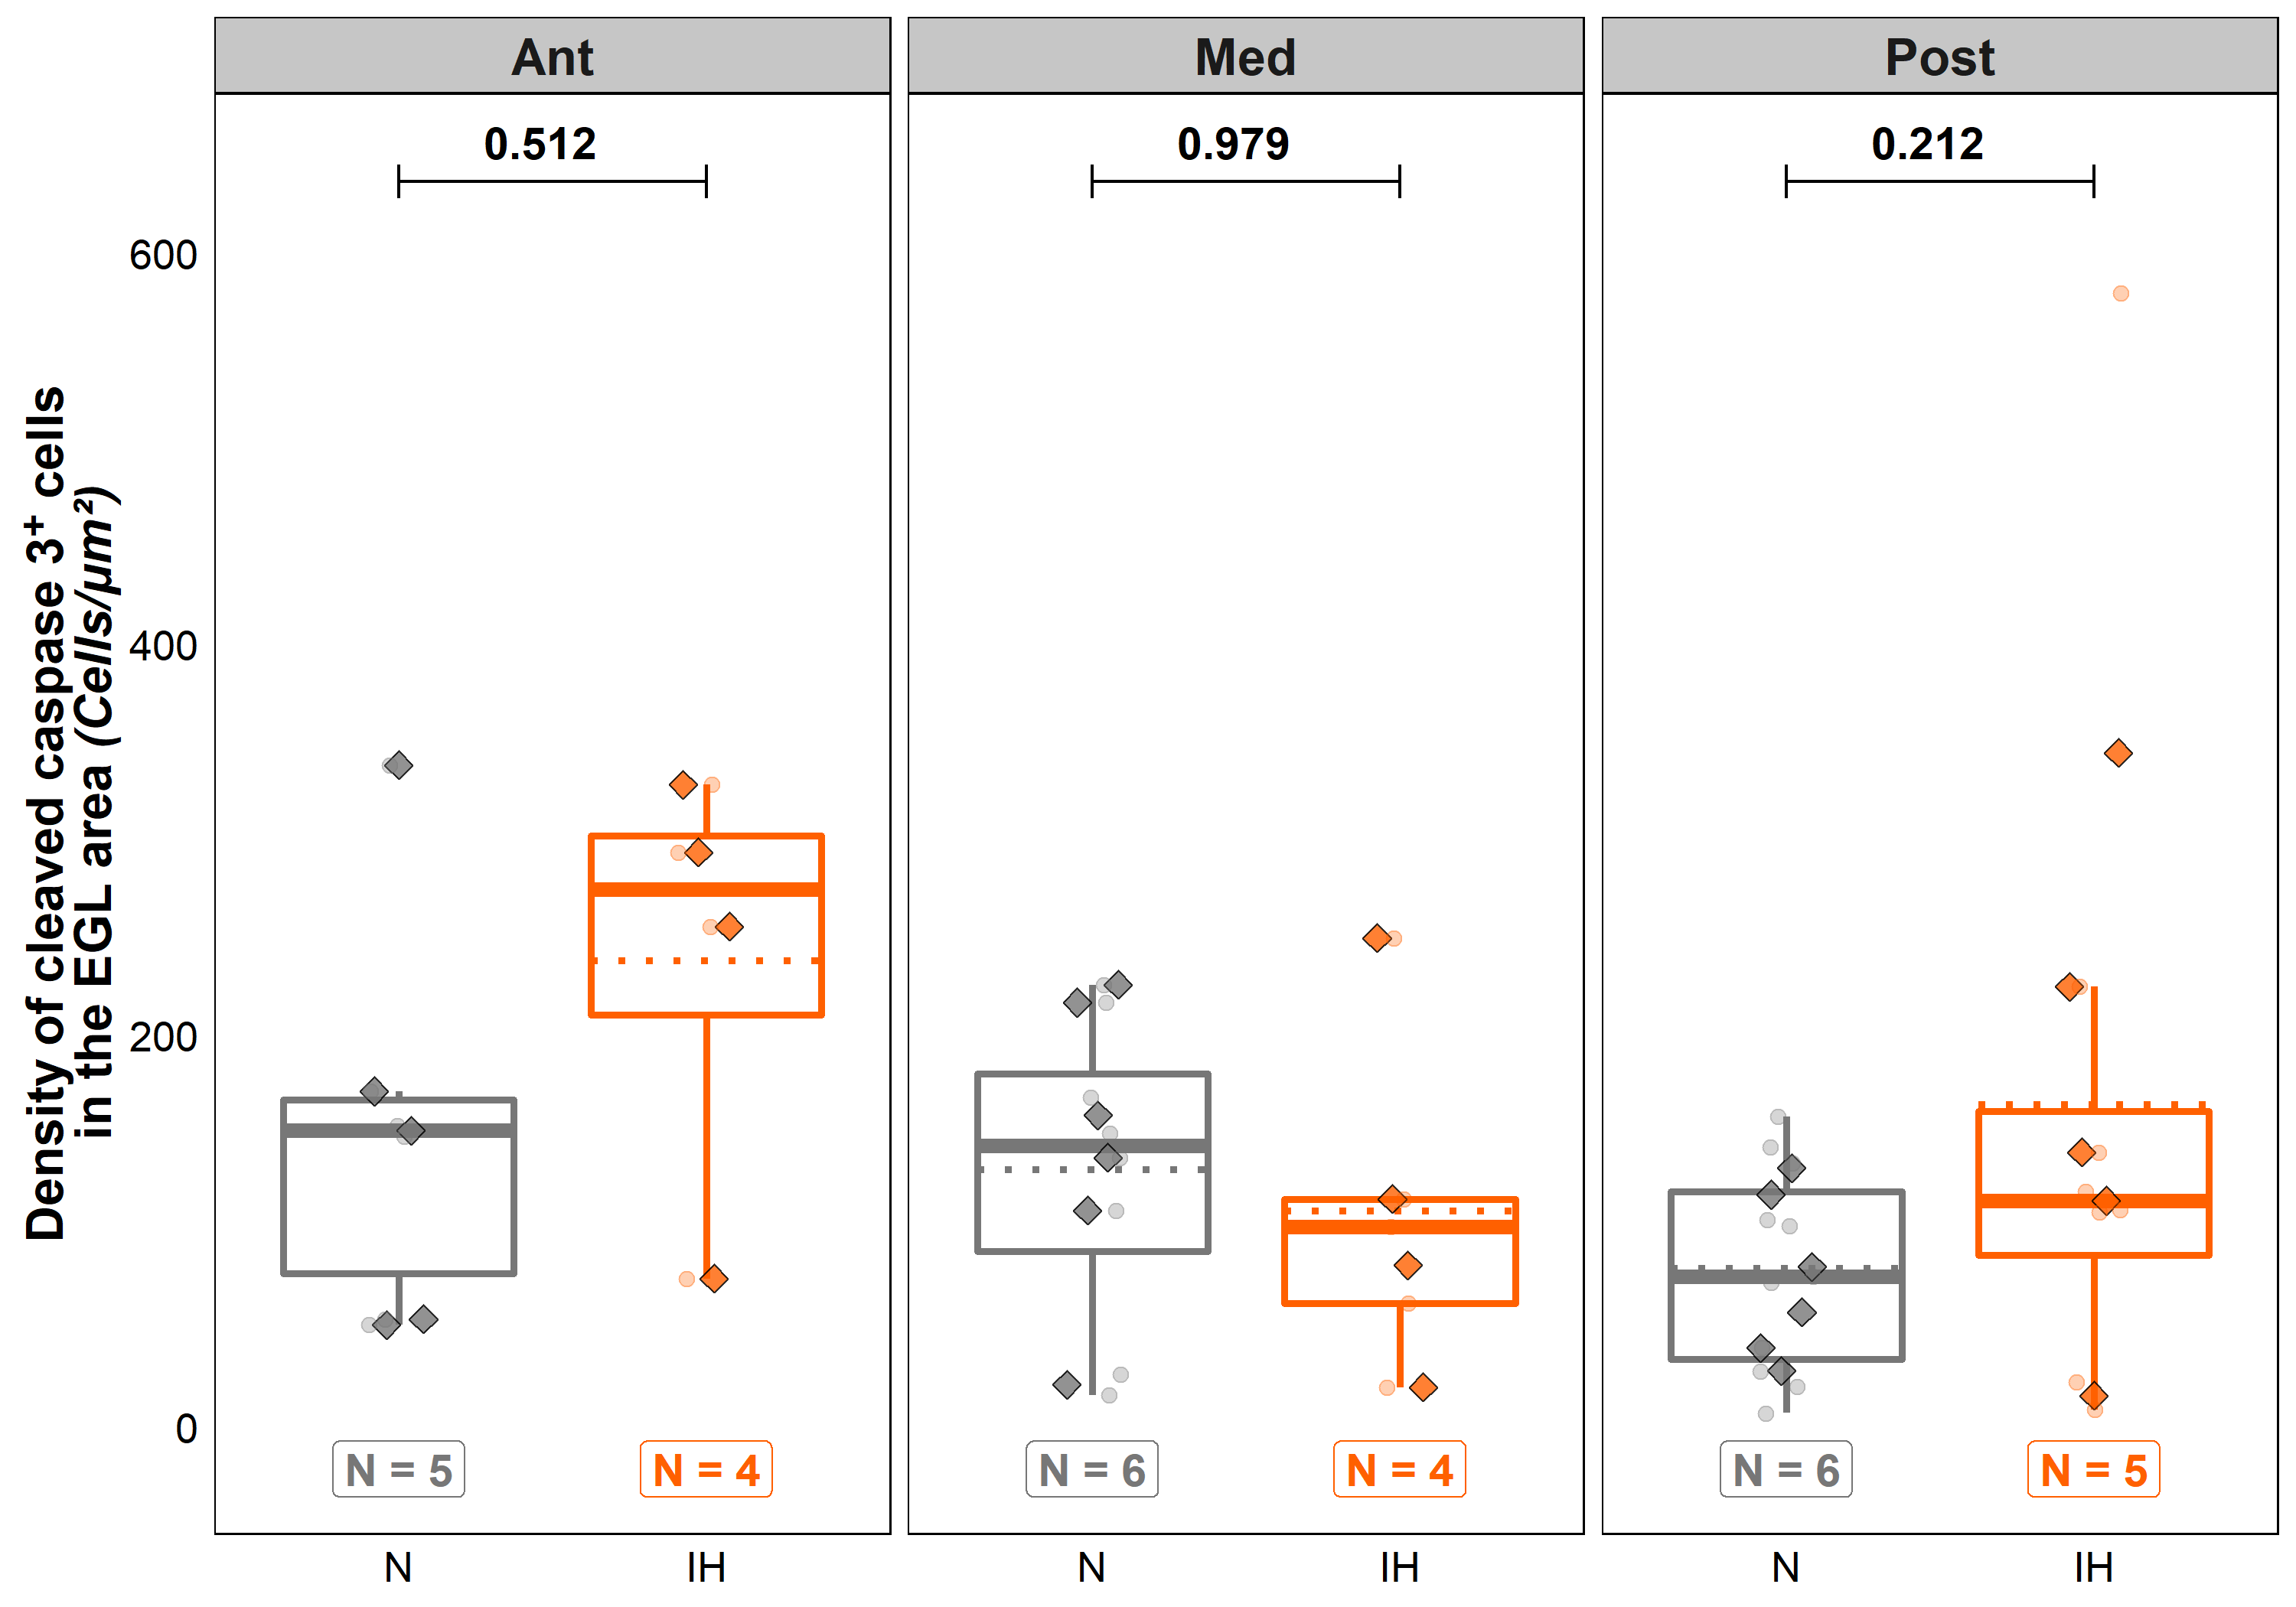 Ant
Med
Post
0.512
0.979
0.212
Density of cleaved caspase 3⁺ cells
in the EGL area (Cells/µm²)
600
400
200
0
N = 5
N = 4
N = 6
N = 4
N = 6
N = 5
N
IH
N
IH
N
IH